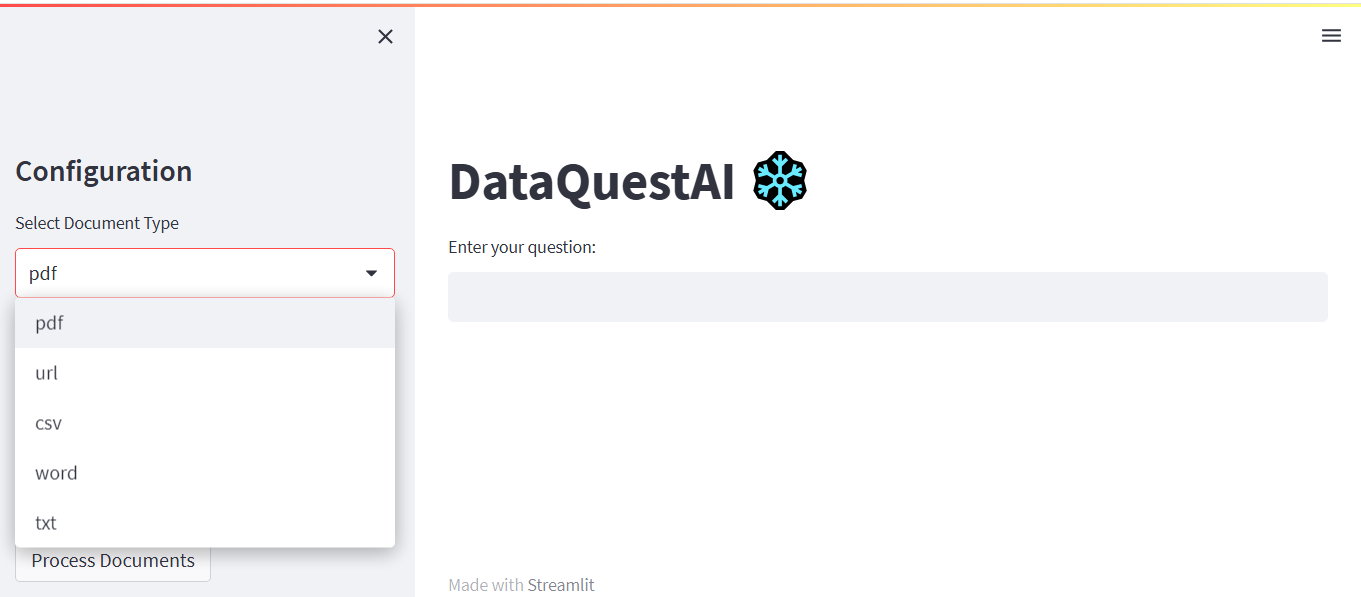 Configuration
Select Document Type
pdf
pdf
url
csv
word
txt
Process Documents
DataQuestAI
Enter your question:
Made with Streamlit